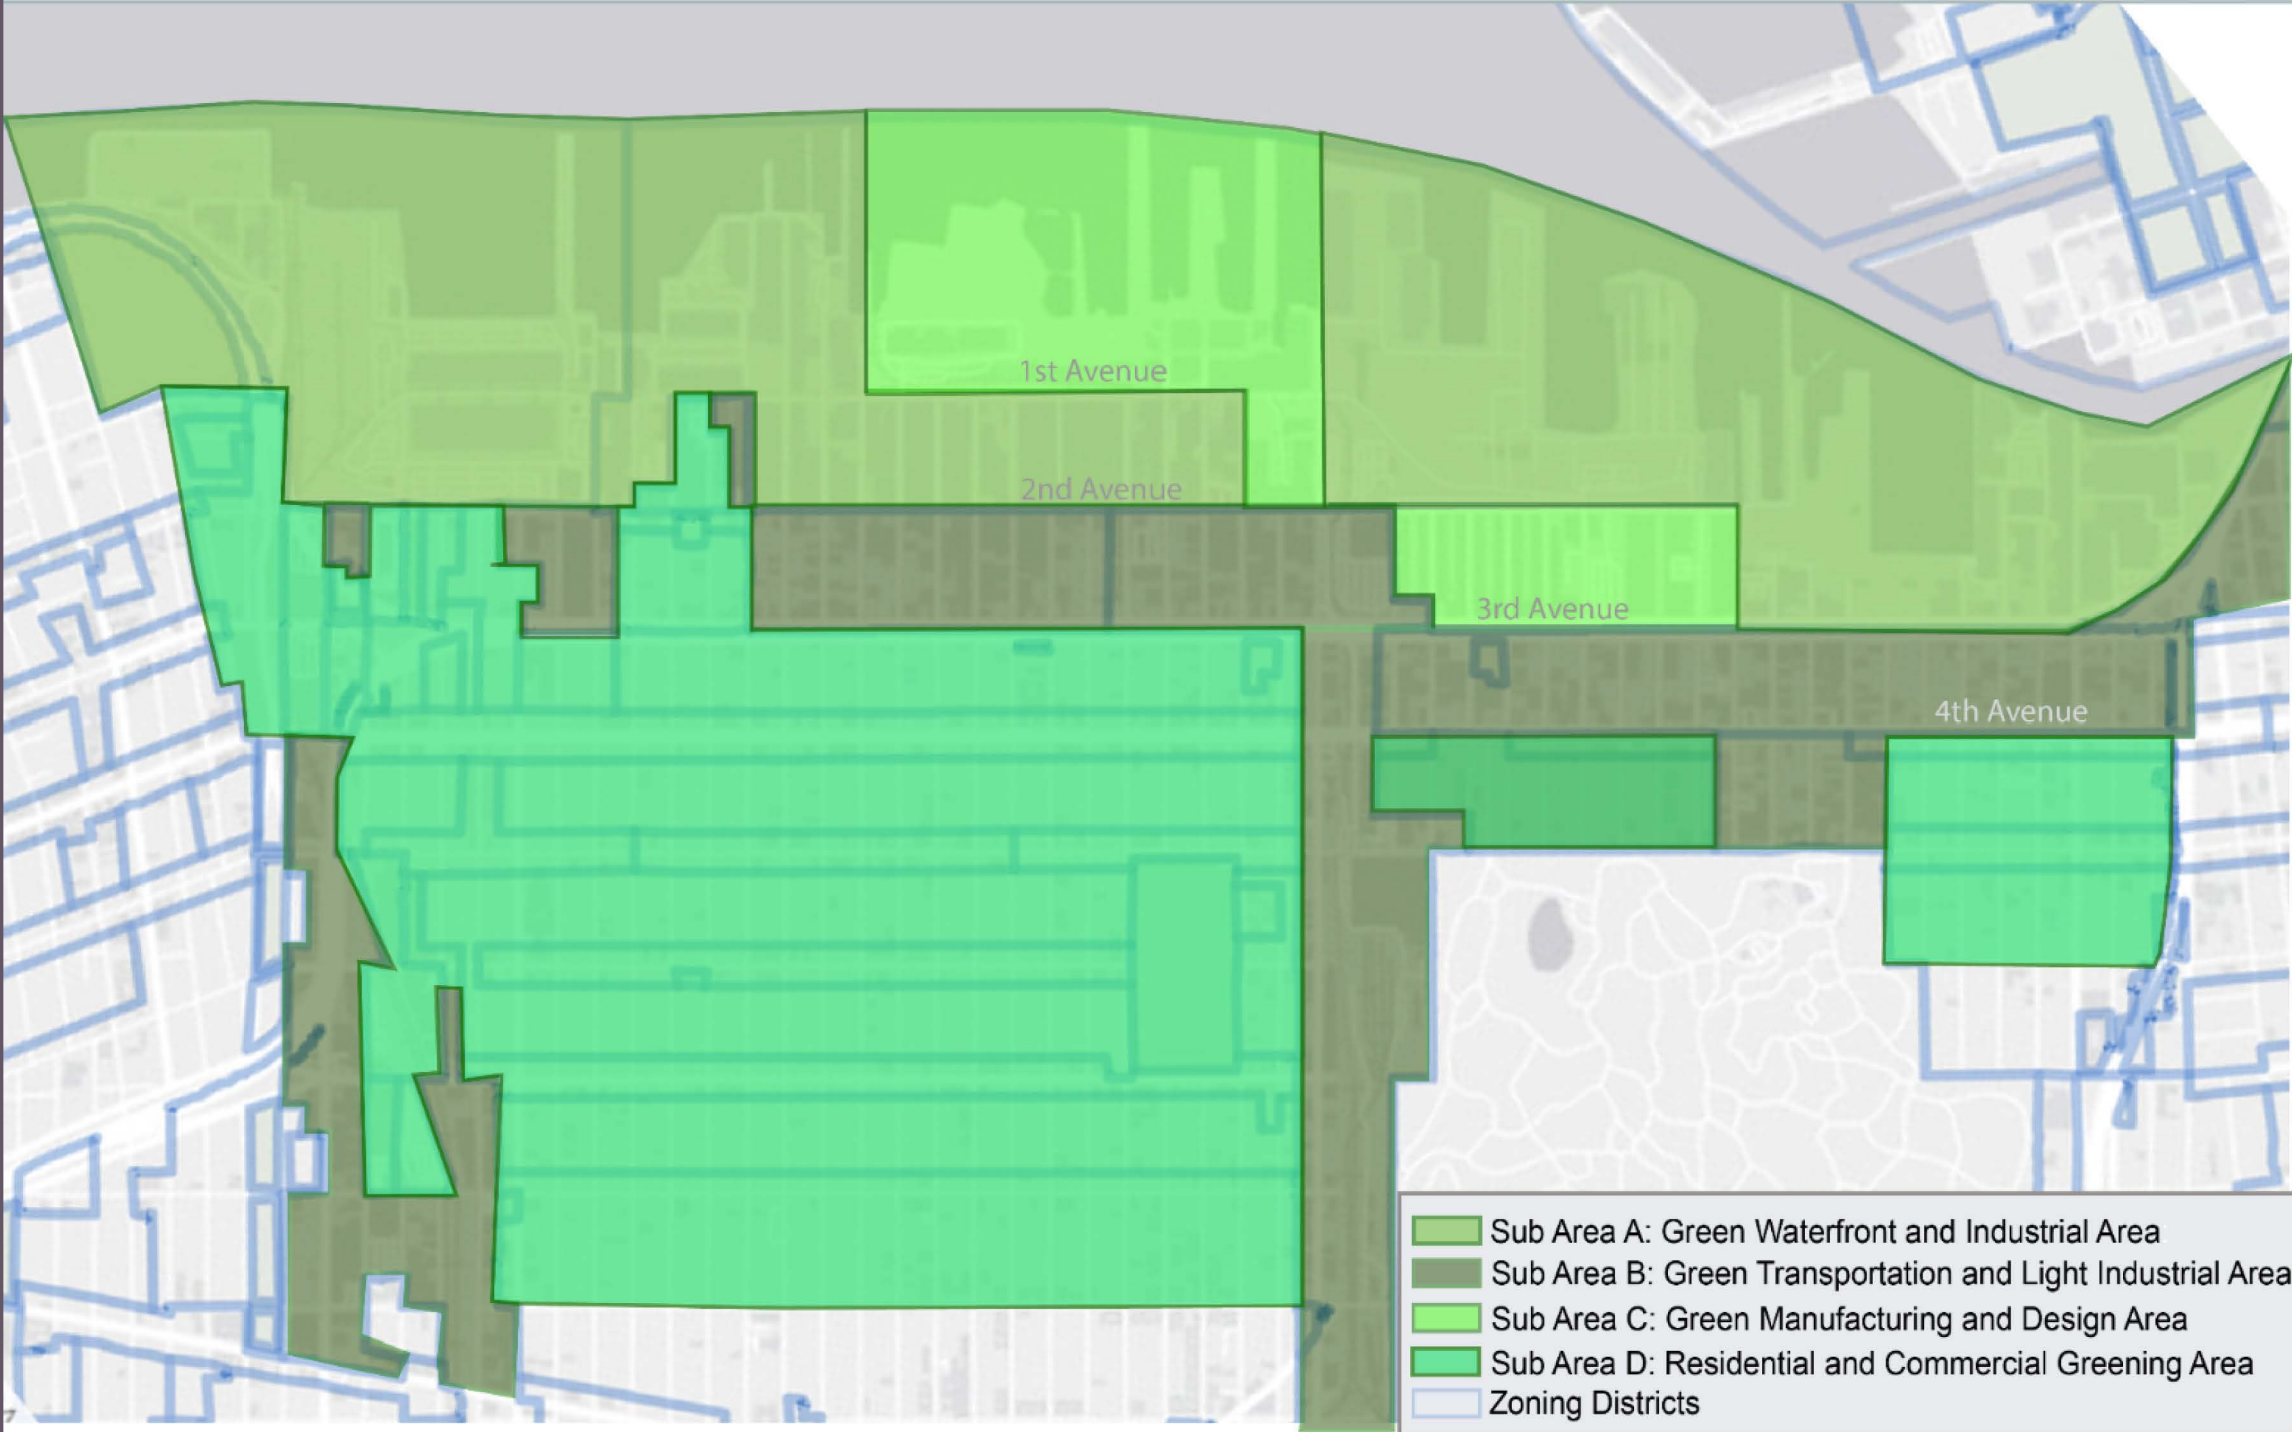 1st Avenue
2nd Avenue
3rd Avenue
4th Avenue
Sub Area A: Green Waterfront and Industrial Area
Sub Area B: Green Transportation and Light Industrial Area
Sub Area C: Green Manufacturing and Design Area
Sub Area D: Residential and Commercial Greening Area
Zoning Districts